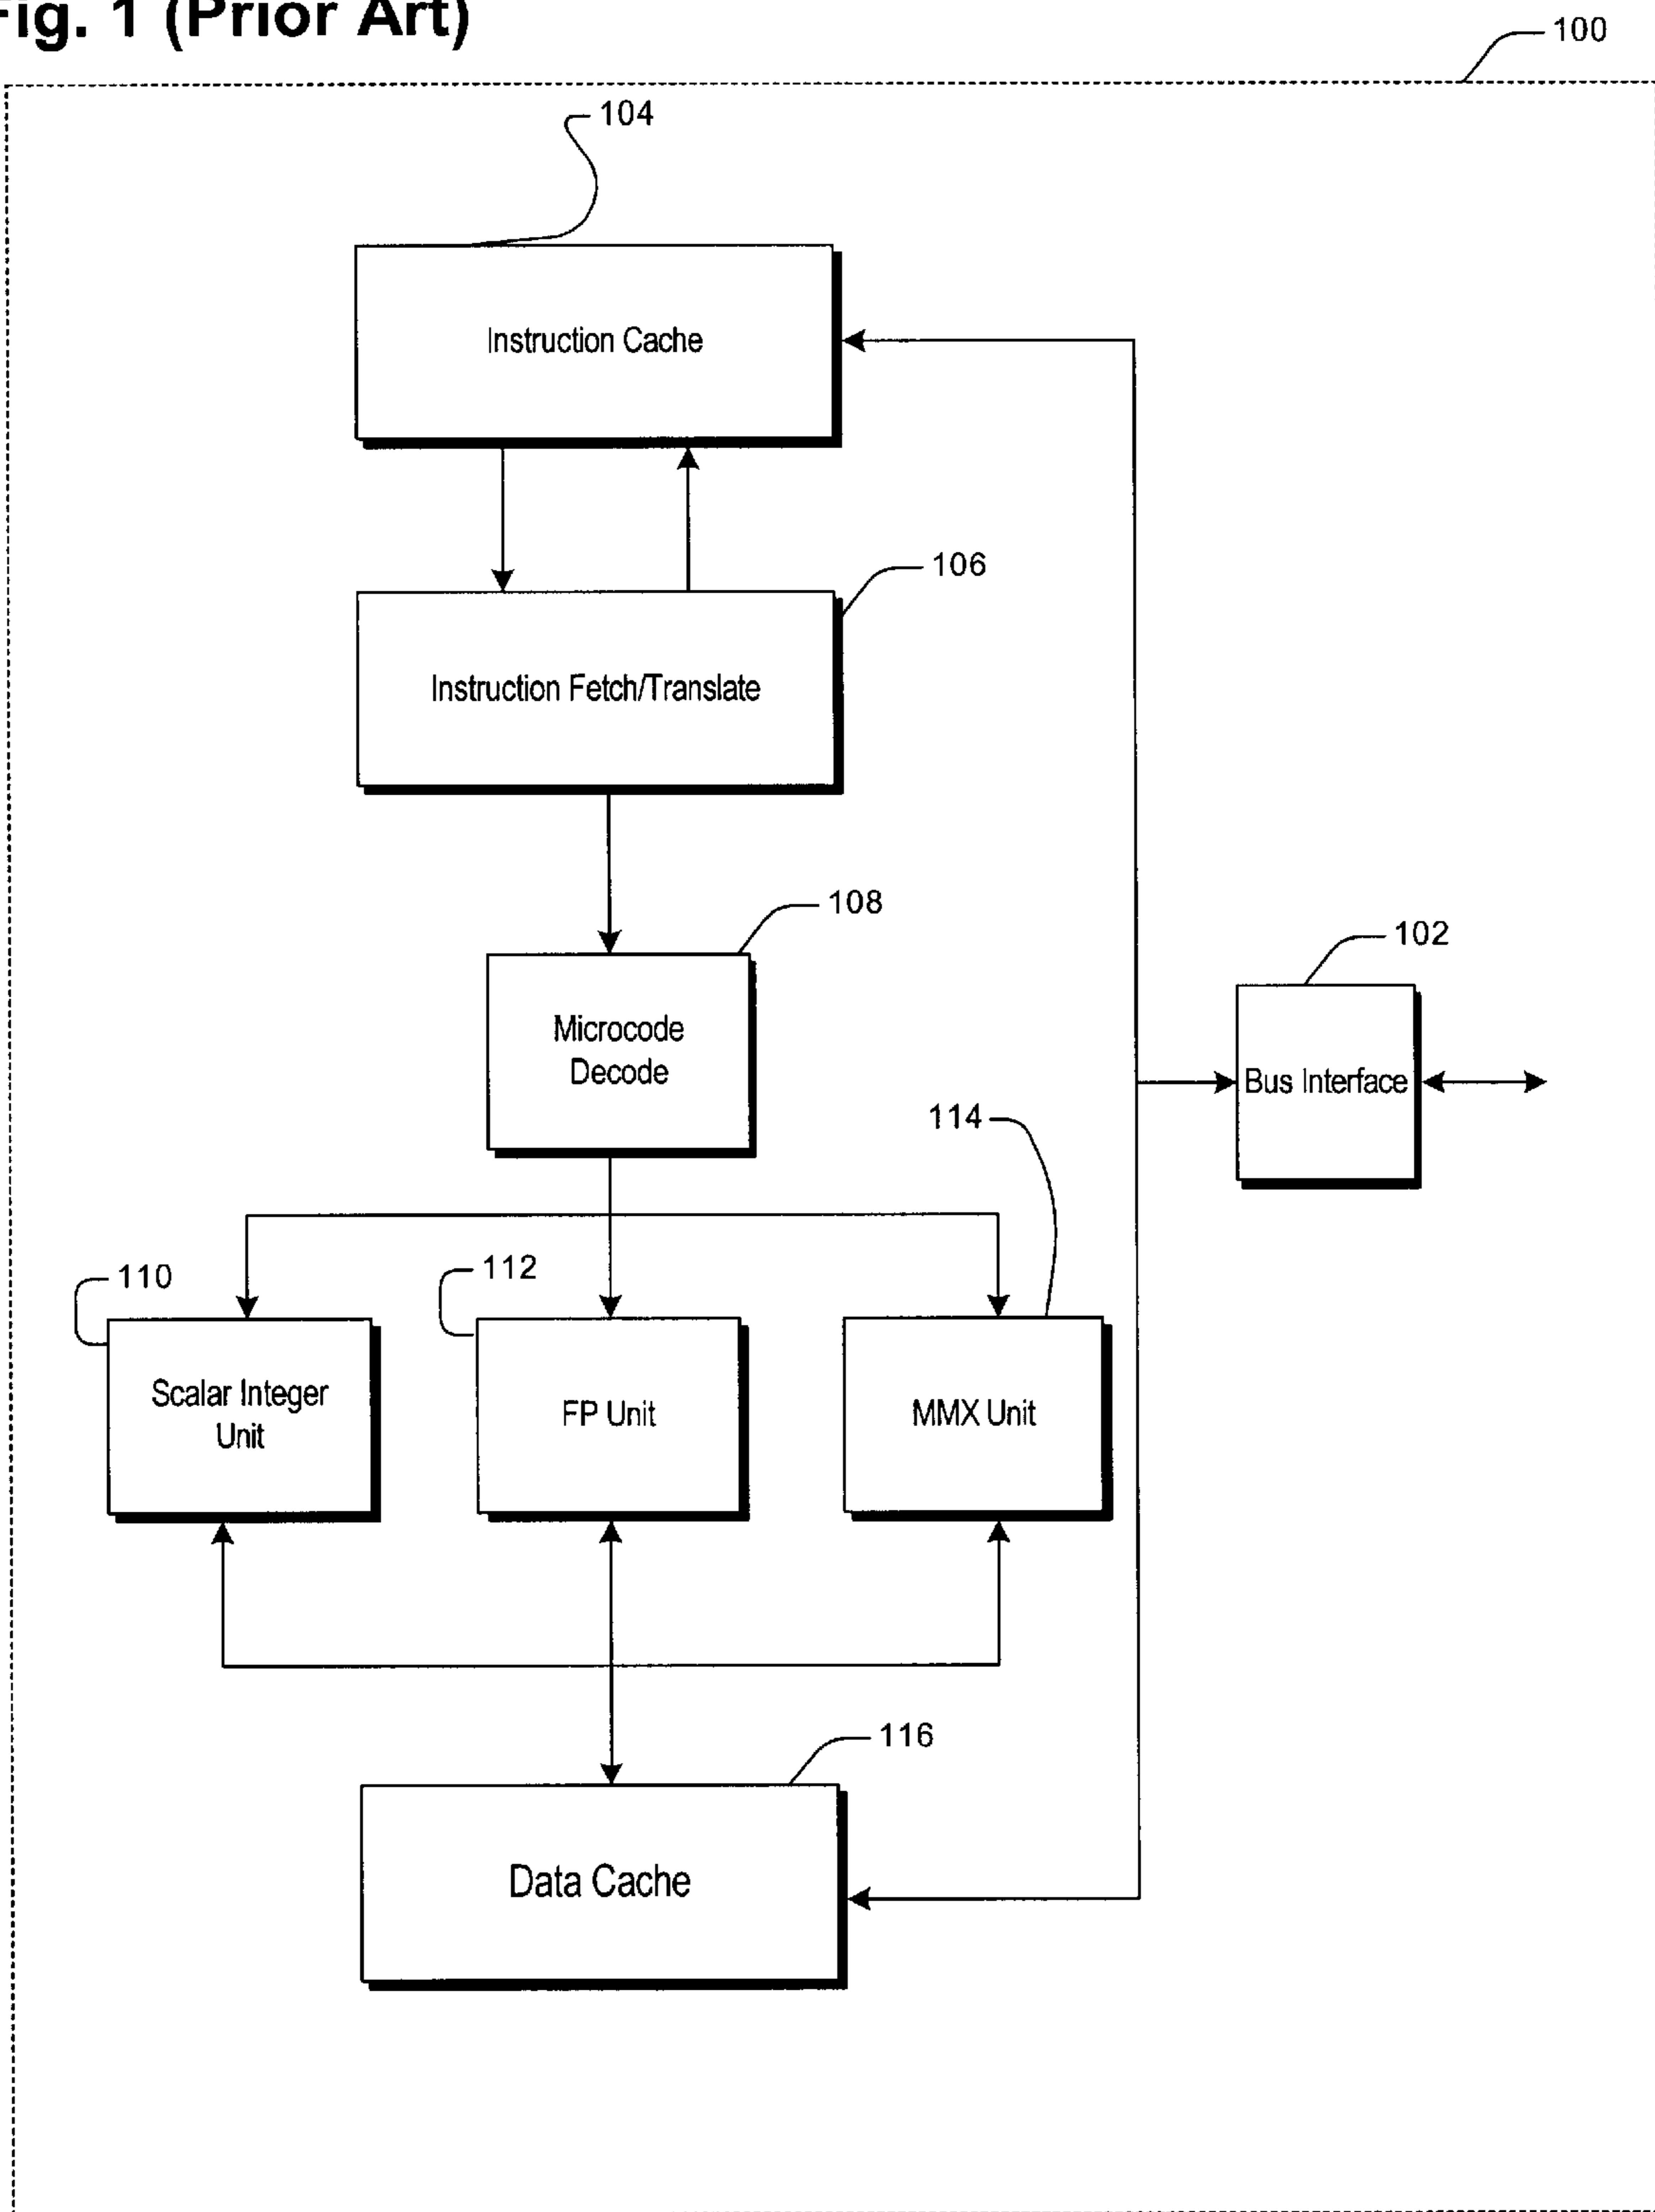 Fig. 1 (Prior Art)
100
104
Instruction Cache
106
Instruction Fetch/Translate
108
Microcode
Decode
102
Bus Interface
114
110
112
Scalar Integer
Unit
FP Unit
MMX Unit
116
Data Cache